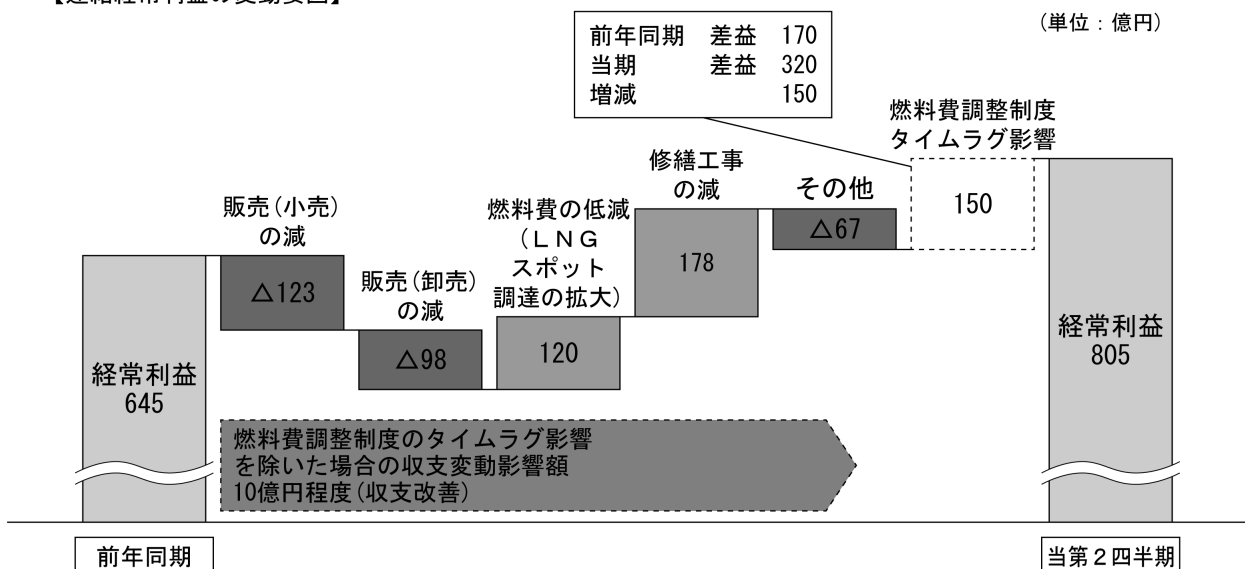 【連結経常利益の変動要因】
(単位：億円)
前年同期 差益 170
当期 差益 320
増減 150
燃料費調整制度
タイムラグ影響
150
修繕工事
の減
178
その他
△67
燃料費の低減
(ＬＮＧ
スポット
調達の拡大)
120
販売(小売)
の減
△123
販売(卸売)
の減
△98
経常利益
645
経常利益
805
燃料費調整制度のタイムラグ影響
を除いた場合の収支変動影響額
10億円程度(収支改善)
前年同期
当第２四半期